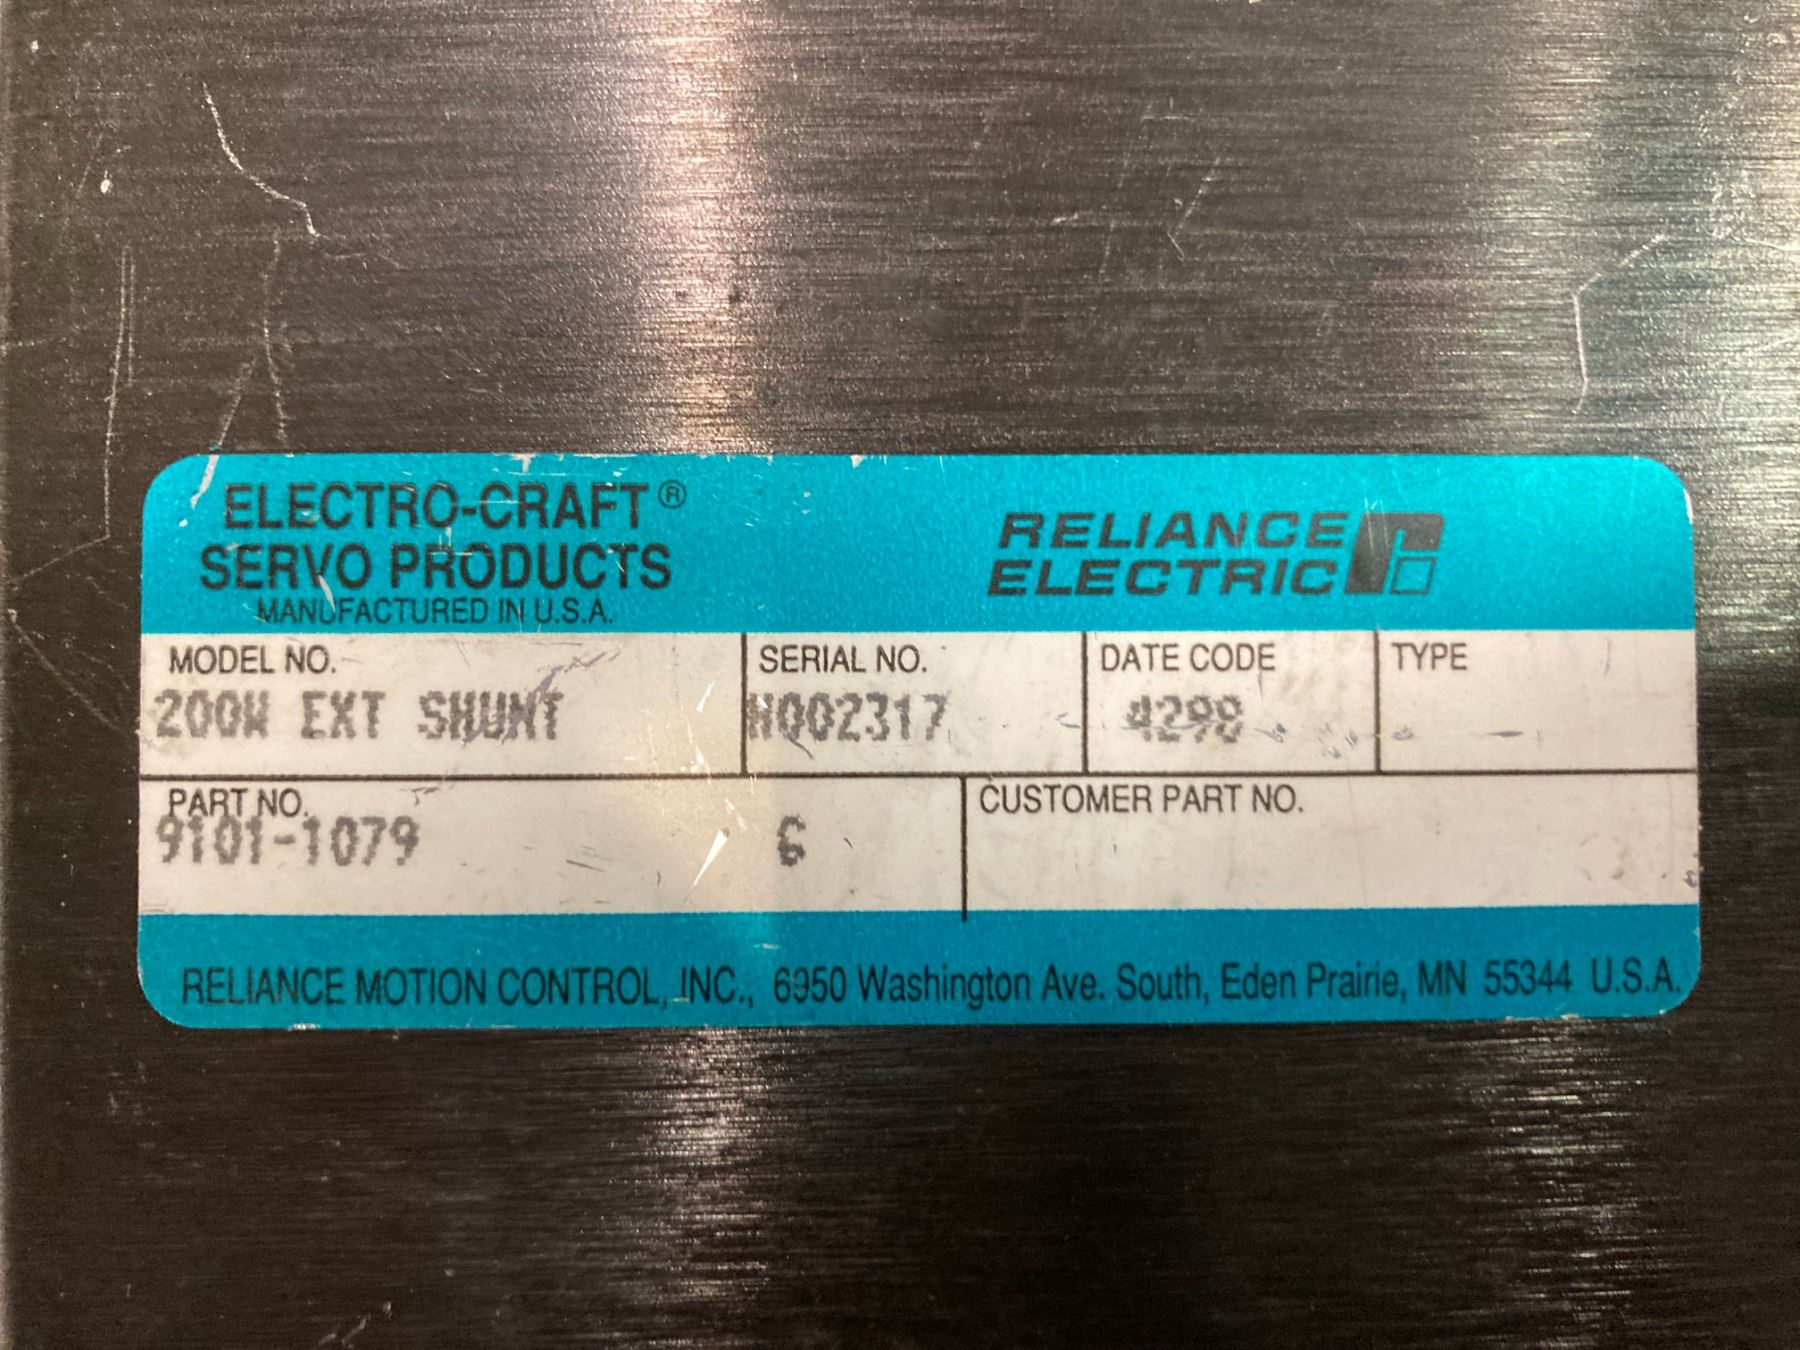 ELECTRO-CRAFT®
SERVO PRODUCTS
MANUFACTURED IN U.S.A.
RELIANCE
ELECTRIC
MODEL NO.
200W EXT SHUNT
SERIAL NO.
H002317
DATE CODE
4298
TYPE
PART NO.
9101-1079 G
CUSTOMER PART NO.
RELIANCE MOTION CONTROL, INC., 6950 Washington Ave. South, Eden Prairie, MN 55344 U.S.A.